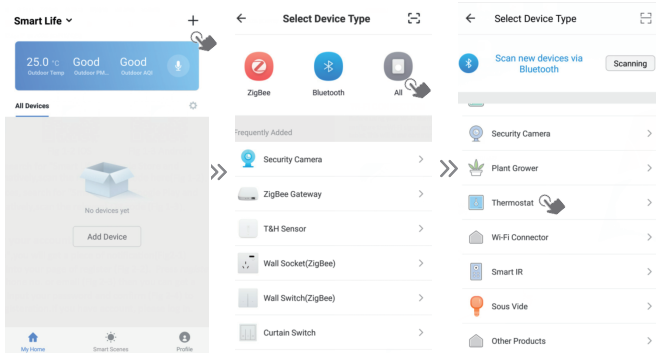 Smart Life
25.0 °C
Good
Good
Outdoor Temp
Outdoor PM...
Outdoor AQI
All Devices
No devices yet
Add Device
My Home
Smart Scenes
Profile
Select Device Type
ZigBee
Bluetooth
All
Frequently Added
Security Camera
ZigBee Gateway
T&H Sensor
Wall Socket(ZigBee)
Wall Switch(ZigBee)
Curtain Switch
Select Device Type
Scan new devices via
Bluetooth
Scanning
Security Camera
Plant Grower
Thermostat
Wi-Fi Connector
Smart IR
Sous Vide
Other Products